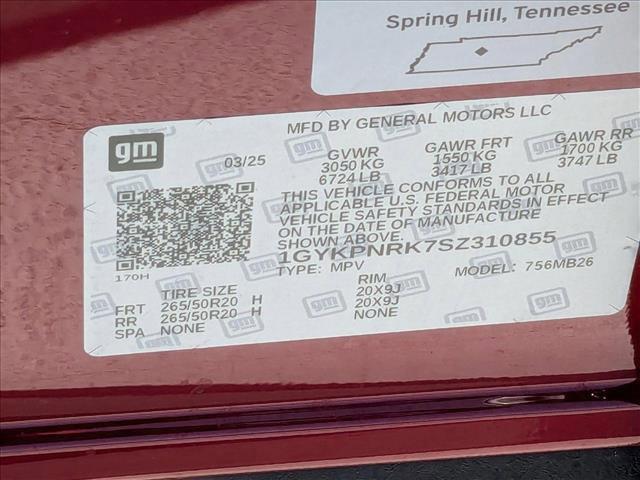 Spring Hill, Tennessee
MFD BY GENERAL MOTORS LLC
gm
03/25
GVWR GAWR FRT GAWR RR
3050 KG 1550 KG 1700 KG
6724 LB 3417 LB 3747 LB
THIS VEHICLE CONFORMS TO ALL
APPLICABLE U.S. FEDERAL MOTOR
VEHICLE SAFETY STANDARDS IN EFFECT
ON THE DATE OF MANUFACTURE
SHOWN ABOVE.
1GYKPNRK7SZ310855
170H
TYPE: MPV MODEL: 756MB26
TIRE SIZE RIM
FRT 265/50R20 H 20X9J
RR 265/50R20 H 20X9J
SPA NONE NONE